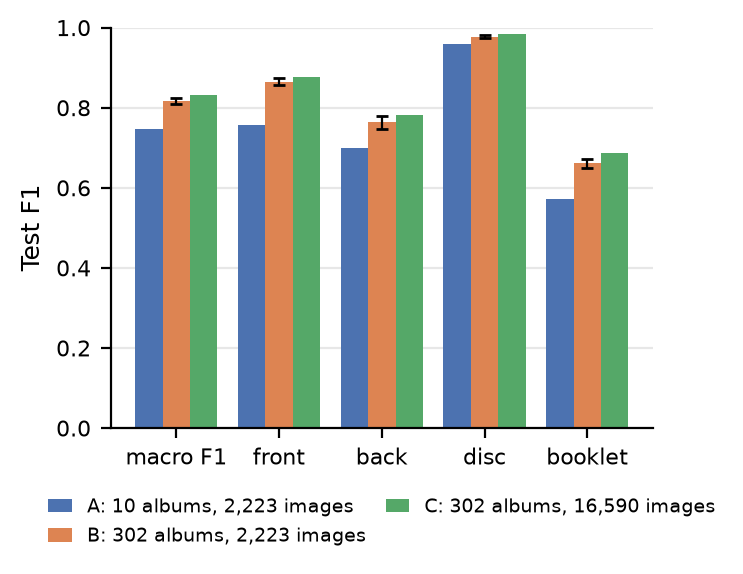 1.0
0.8
0.6
0.4
0.2
0.0
Test F1
macro F1 front back disc booklet
A: 10 albums, 2,223 images
B: 302 albums, 2,223 images
C: 302 albums, 16,590 images